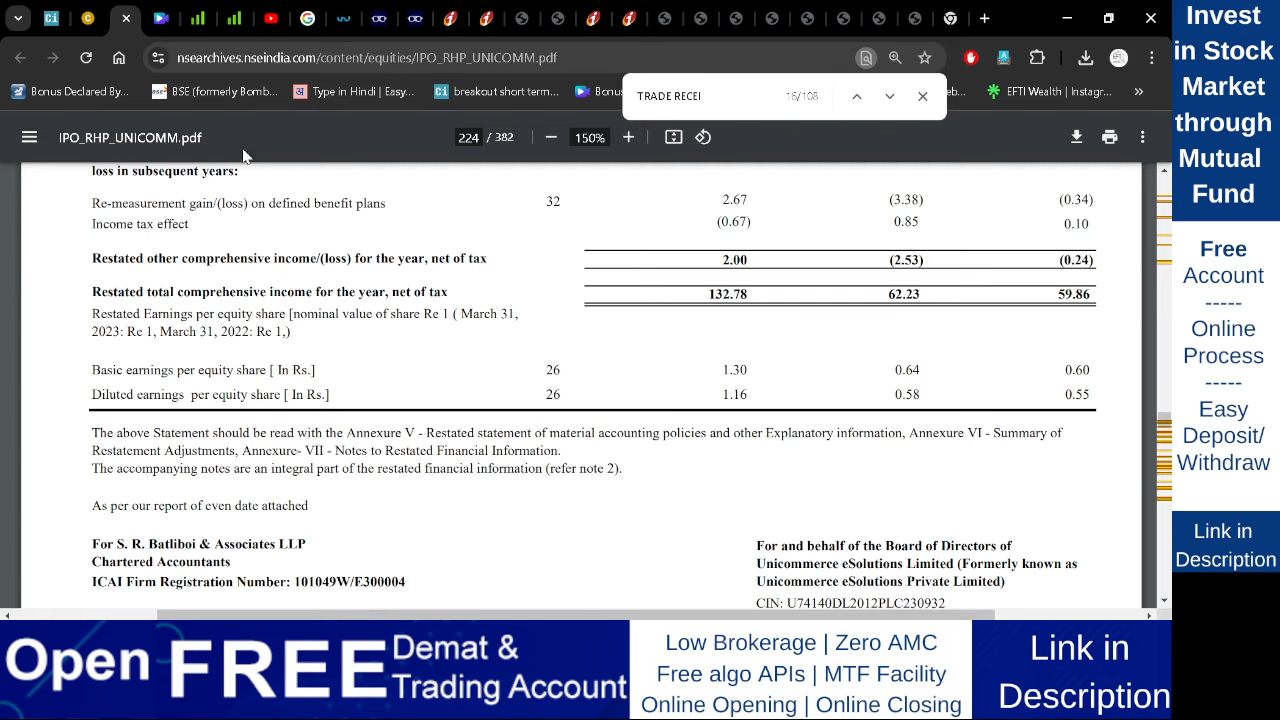 nsearchives.nseindia.com/content/equities/IPO_RHP_UNICOMM.pdf
Bonus Declared By...
BSE (formerly Bomb...
Type in Hindi | Easy...
breakout short term...
Bonus
eb...
EFTI Wealth | Instagr...
»
TRADE RECEI
16/108
IPO_RHP_UNICOMM.pdf
224 / 382
150%
loss in subsequent years:
Re-measurement gain/(loss) on defined benefit plans 32 2.67 (3.38) (0.34)
Income tax effect (0.67) 0.85 0.10
Restated other comprehensive income/(loss) for the year, net of tax 2.00 (2.53) (0.24)
Restated total comprehensive income for the year, net of tax 132.78 62.23 59.86
Restated Earnings per equity share [nominal value of share Re 1 ( March 31,
2023: Re 1, March 31, 2022: Re 1,)
Basic earnings per equity share [ In Rs.] 26 1.30 0.64 0.60
Diluted earnings per equity share [ In Rs.] 26 1.16 0.58 0.55
The above Statement should be read with the Annexure V - Restated statement of material accounting policies and other Explanatory information, Annexure VI - Summary of
Restatement Adjustments, Annexure- VII - Notes to Restated Financial Information.
The accompanying notes are an integral part of the restated financial information (refer note 2).
As per our report of even date attached
For S. R. Batliboi & Associates LLP
Chartered Accountants
ICAI Firm Registration Number: 101049W/E300004
For and behalf of the Board of Directors of
Unicommerce eSolutions Limited (Formerly known as
Unicommerce eSolutions Private Limited)
CIN: U74140DL2012PLC230932
Invest
in Stock
Market
through
Mutual
Fund
Free
Account
-----
Online
Process
-----
Easy
Deposit/
Withdraw
Link in
Description
Open FREE Demat &
Trading Account
Low Brokerage | Zero AMC
Free algo APIs | MTF Facility
Online Opening | Online Closing
Link in
Description